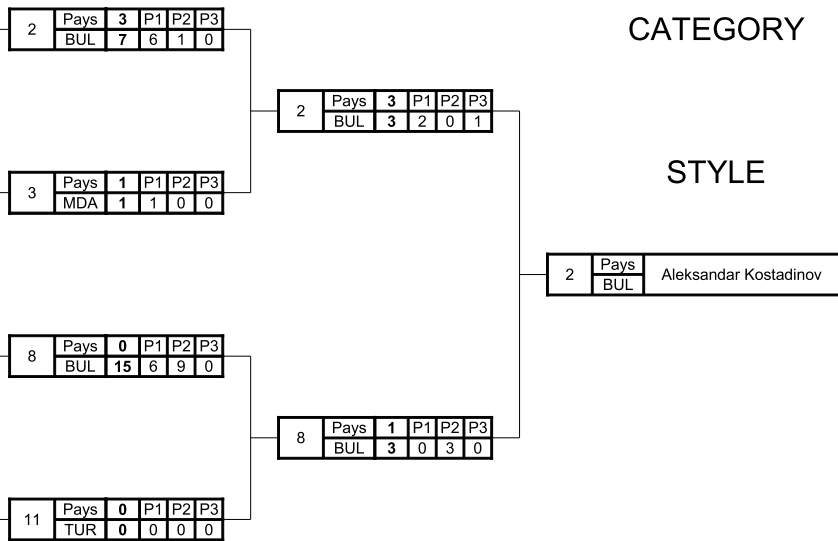 2 Pays 3 P1 P2 P3
BUL 7 6 1 0
CATEGORY
2 Pays 3 P1 P2 P3
BUL 3 2 0 1
3 Pays 1 P1 P2 P3
MDA 1 1 0 0
STYLE
2 Pays Aleksandar Kostadinov
BUL
8 Pays 0 P1 P2 P3
BUL 15 6 9 0
8 Pays 1 P1 P2 P3
BUL 3 0 3 0
11 Pays 0 P1 P2 P3
TUR 0 0 0 0